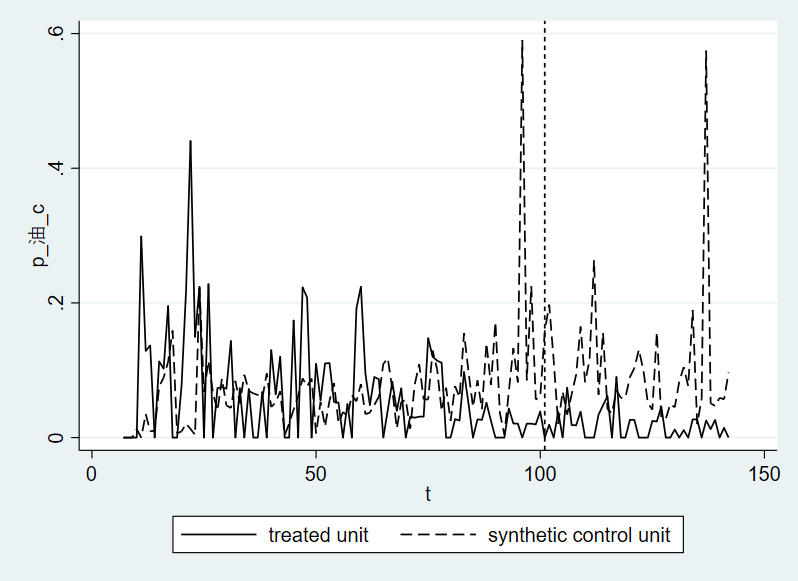 .6
.4
.2
0
p_油_c
0 50 100 150
t
treated unit synthetic control unit